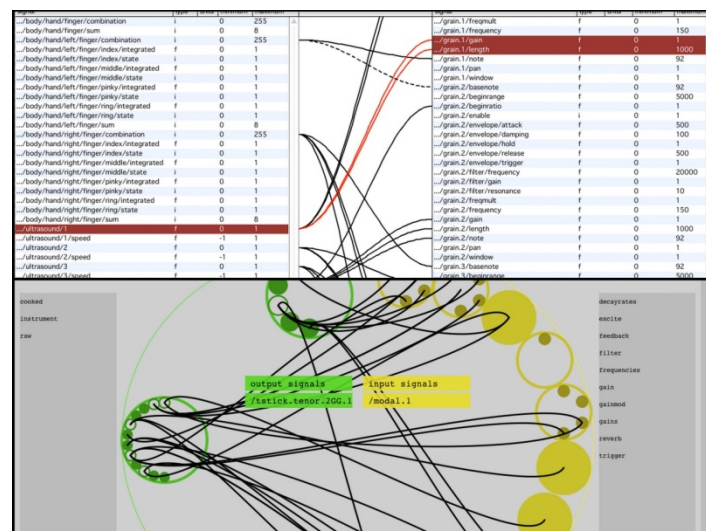 .../body/hand/finger/combination i 0 255
.../body/hand/finger/sum i 0 8
.../body/hand/left/finger/combination i 0 255
.../body/hand/left/finger/index/integrated f 0 1
.../body/hand/left/finger/index/state i 0 1
.../body/hand/left/finger/middle/integrated f 0 1
.../body/hand/left/finger/middle/state i 0 1
.../body/hand/left/finger/pinky/integrated f 0 1
.../body/hand/left/finger/pinky/state i 0 1
.../body/hand/left/finger/ring/integrated f 0 1
.../body/hand/left/finger/ring/state i 0 1
.../body/hand/left/finger/sum i 0 8
.../body/hand/right/finger/combination i 0 255
.../body/hand/right/finger/index/integrated f 0 1
.../body/hand/right/finger/index/state i 0 1
.../body/hand/right/finger/middle/integrated f 0 1
.../body/hand/right/finger/middle/state i 0 1
.../body/hand/right/finger/pinky/integrated f 0 1
.../body/hand/right/finger/pinky/state i 0 1
.../body/hand/right/finger/ring/integrated f 0 1
.../body/hand/right/finger/ring/state i 0 1
.../body/hand/right/finger/sum i 0 8
.../ultrasound/1 f 0 1
.../ultrasound/1/speed f -1 1
.../ultrasound/2 f 0 1
.../ultrasound/2/speed f -1 1
.../ultrasound/3 f 0 1
.../ultrasound/3/speed f -1 1
.../grain.1/freqmult f 0 1
.../grain.1/frequency f 0 150
.../grain.1/gain f 0 1
.../grain.1/length f 0 1000
.../grain.1/note f 0 92
.../grain.1/pan f 0 1
.../grain.1/window f 0 1
.../grain.2/basenote f 0 92
.../grain.2/beginrange f 0 5000
.../grain.2/beginratio f 0 1
.../grain.2/enable i 0 1
.../grain.2/envelope/attack f 0 500
.../grain.2/envelope/damping f 0 100
.../grain.2/envelope/hold f 0 1
.../grain.2/envelope/release f 0 500
.../grain.2/envelope/trigger f 0 1
.../grain.2/filter/frequency f 0 20000
.../grain.2/filter/gain f 0 1
.../grain.2/filter/resonance f 0 10
.../grain.2/freqmult f 0 1
.../grain.2/frequency f 0 150
.../grain.2/gain f 0 1
.../grain.2/length f 0 1000
.../grain.2/note f 0 92
.../grain.2/pan f 0 1
.../grain.2/window f 0 1
.../grain.3/basenote f 0 92
.../grain.3/beginrange f 0 5000
cooked
instrument
raw
output signals
/tstick.tenor.2GG.1
input signals
/modal.1
decayrates
excite
feedback
filter
frequencies
gain
gainmod
gains
reverb
trigger